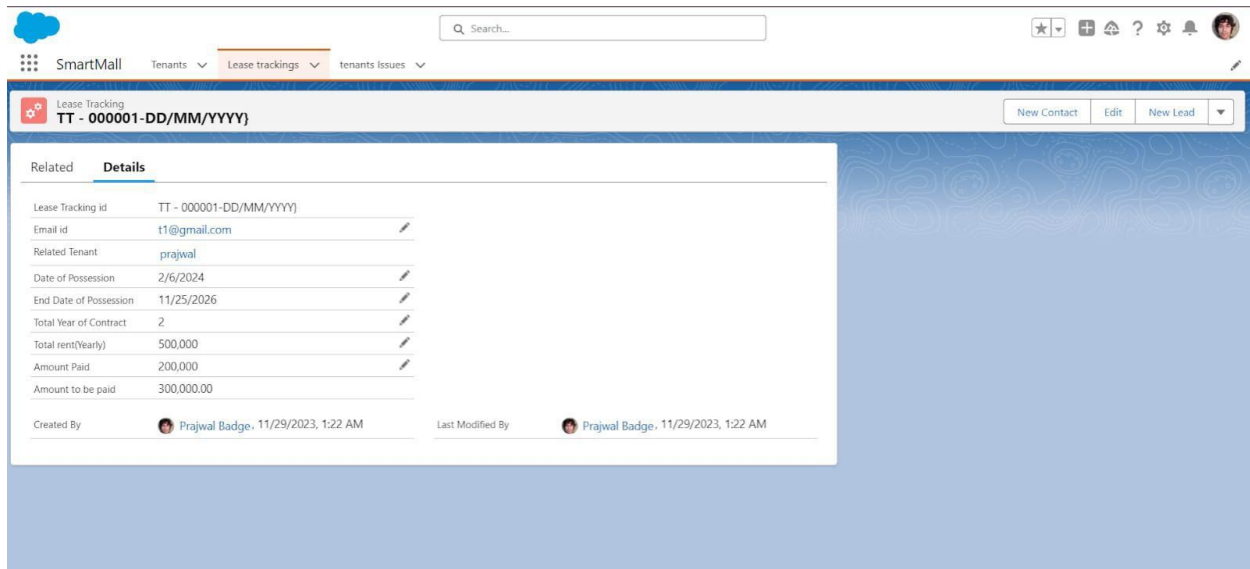 Search...
SmartMall Tenants Lease trackings tenants Issues
Lease Tracking
TT - 000001-DD/MM/YYYY}
New Contact Edit New Lead
Related Details
Lease Tracking id TT - 000001-DD/MM/YYYY}
Email id t1@gmail.com
Related Tenant prajwal
Date of Possession 2/6/2024
End Date of Possession 11/25/2026
Total Year of Contract 2
Total rent(Yearly) 500,000
Amount Paid 200,000
Amount to be paid 300,000.00
Created By Prajwal Badge, 11/29/2023, 1:22 AM Last Modified By Prajwal Badge, 11/29/2023, 1:22 AM